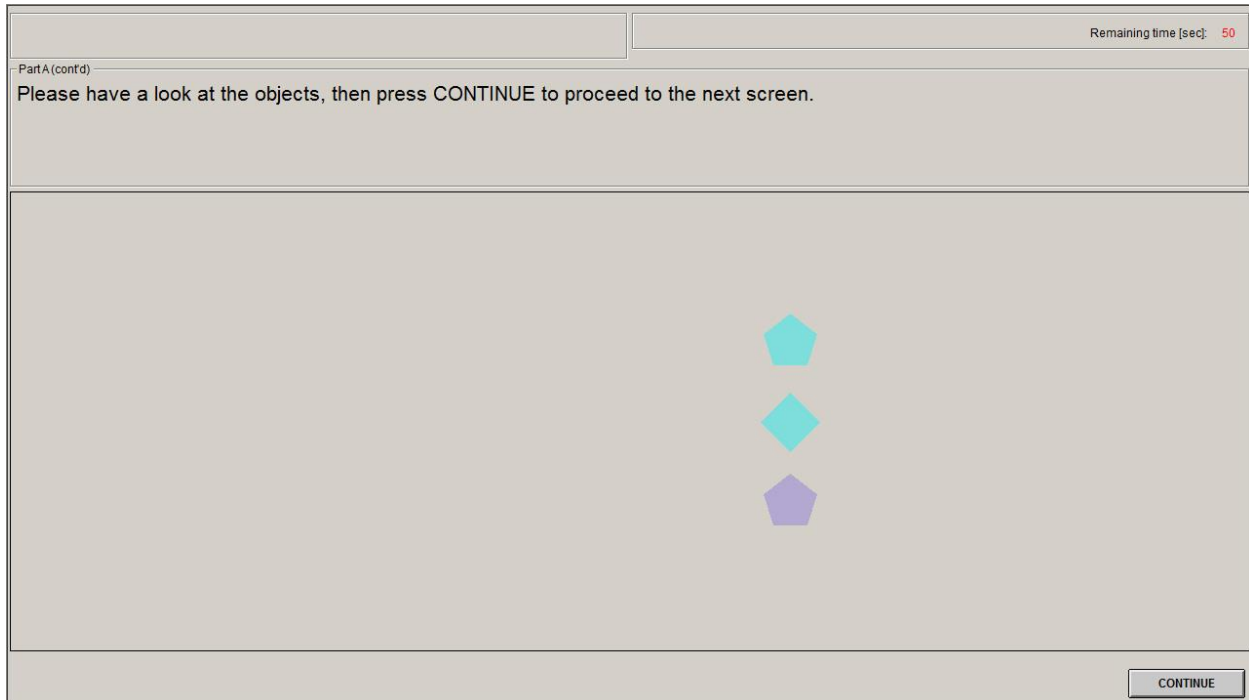 Remaining time [sec]: 50
Part A (cont'd)
Please have a look at the objects, then press CONTINUE to proceed to the next screen.
CONTINUE